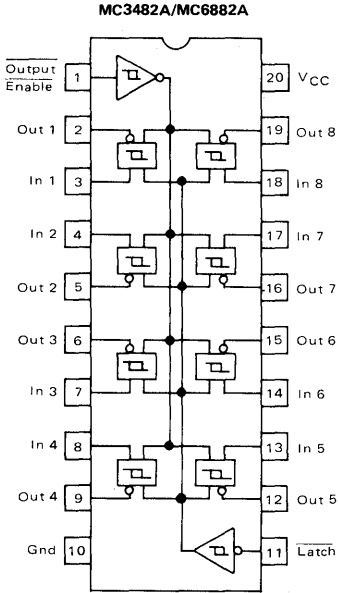 MC3482A/MC6882A
Output Enable 1
20 VCC
Out 1 2
19 Out 8
In 1 3
18 In 8
In 2 4
17 In 7
Out 2 5
16 Out 7
Out 3 6
15 Out 6
In 3 7
14 In 6
In 4 8
13 In 5
Out 4 9
12 Out 5
Gnd 10
11 Latch